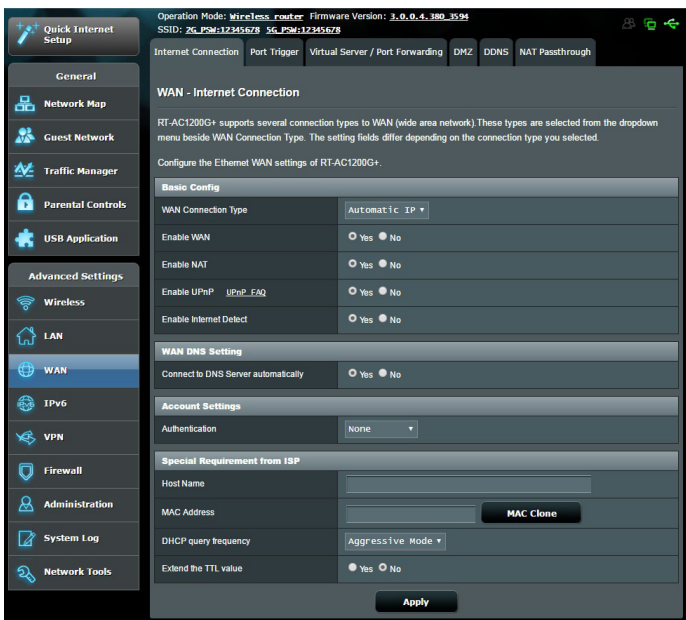 Quick Internet
Setup
General
Network Map
Guest Network
Traffic Manager
Parental Controls
USB Application
Advanced Settings
Wireless
LAN
WAN
IPv6
VPN
Firewall
Administration
System Log
Network Tools
Operation Mode: Wireless router Firmware Version: 3.0.0.4.380_3594
SSID: 2G_PSW:12345678 5G_PSW:12345678
Internet Connection Port Trigger Virtual Server / Port Forwarding DMZ DDNS NAT Passthrough
WAN - Internet Connection
RT-AC1200G+ supports several connection types to WAN (wide area network).These types are selected from the dropdown
menu beside WAN Connection Type. The setting fields differ depending on the connection type you selected.
Configure the Ethernet WAN settings of RT-AC1200G+.
Basic Config
WAN Connection Type Automatic IP
Enable WAN Yes No
Enable NAT Yes No
Enable UPnP UPnP FAQ Yes No
Enable Internet Detect Yes No
WAN DNS Setting
Connect to DNS Server automatically Yes No
Account Settings
Authentication None
Special Requirement from ISP
Host Name
MAC Address MAC Clone
DHCP query frequency Aggressive Mode
Extend the TTL value Yes No
Apply